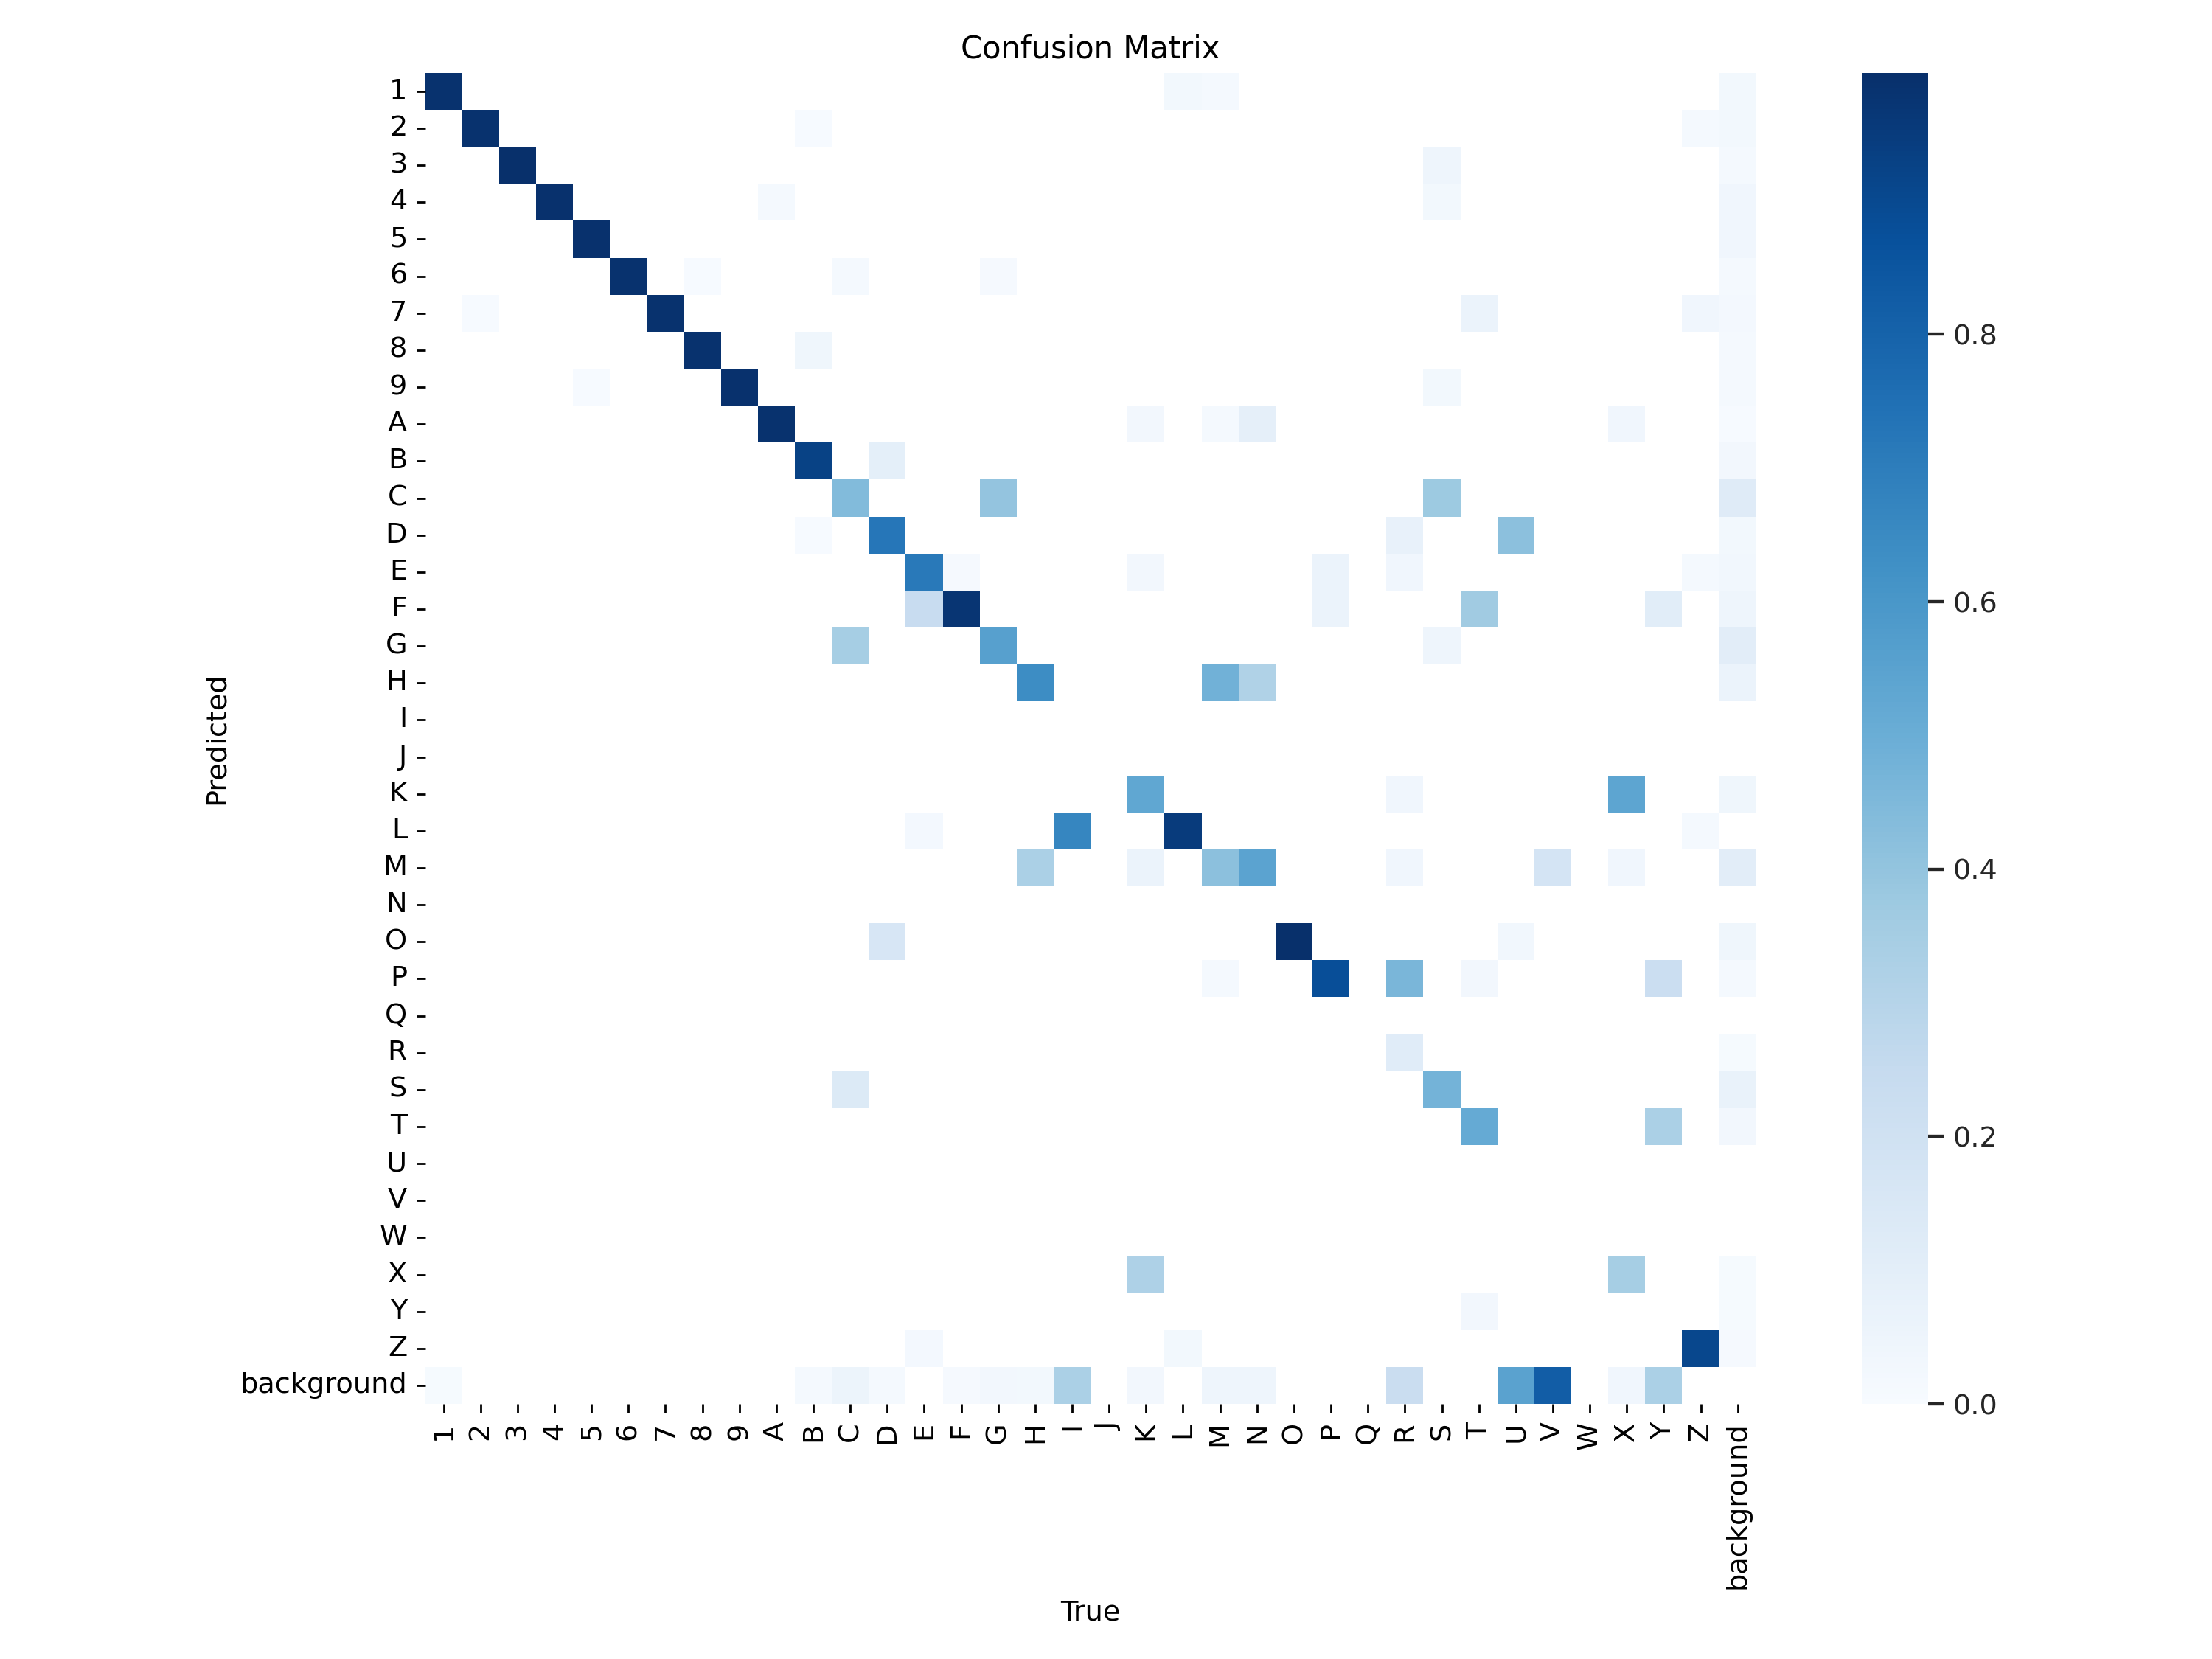 Confusion Matrix
Predicted
1
2
3
4
5
6
7
8
9
A
B
C
D
E
F
G
H
I
J
K
L
M
N
O
P
Q
R
S
T
U
V
W
X
Y
Z
background
1 2 3 4 5 6 7 8 9 A B C D E F G H I J K L M N O P Q R S T U V W X Y Z background
True
0.8
0.6
0.4
0.2
0.0